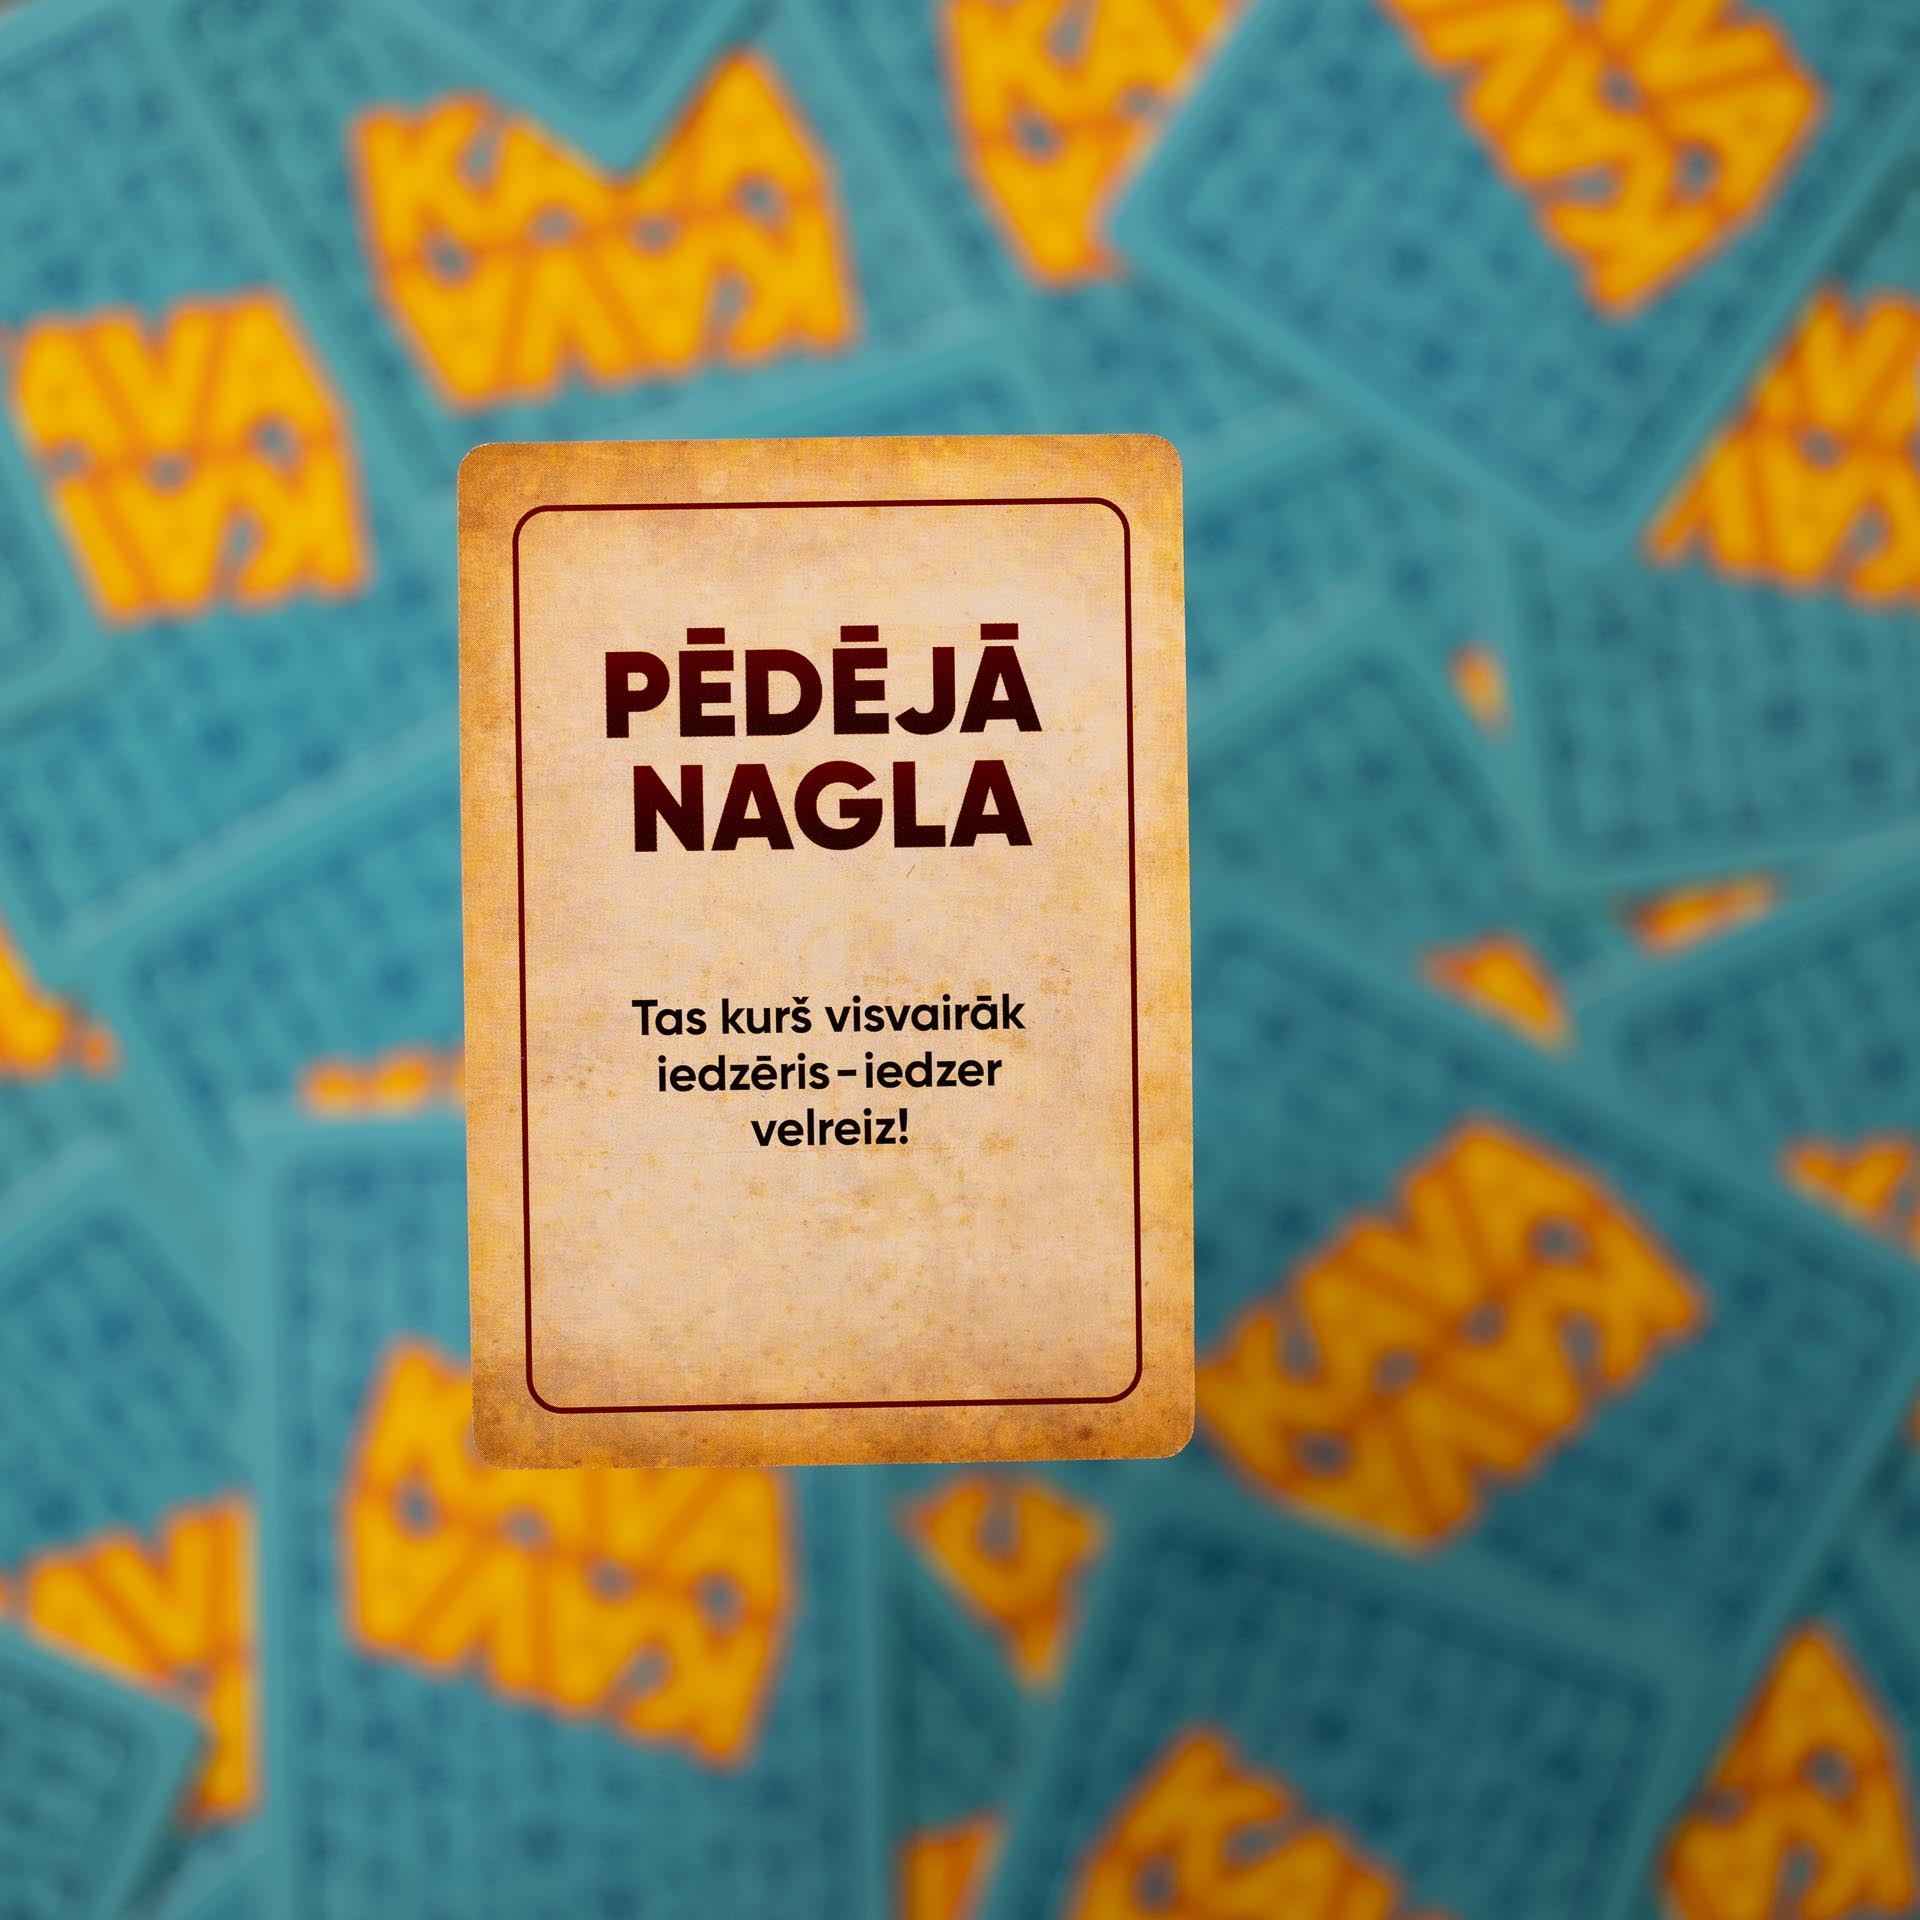 PĒDĒJĀ
NAGLA
Tas kurš visvairāk
iedzēris - iedzer
velreiz!